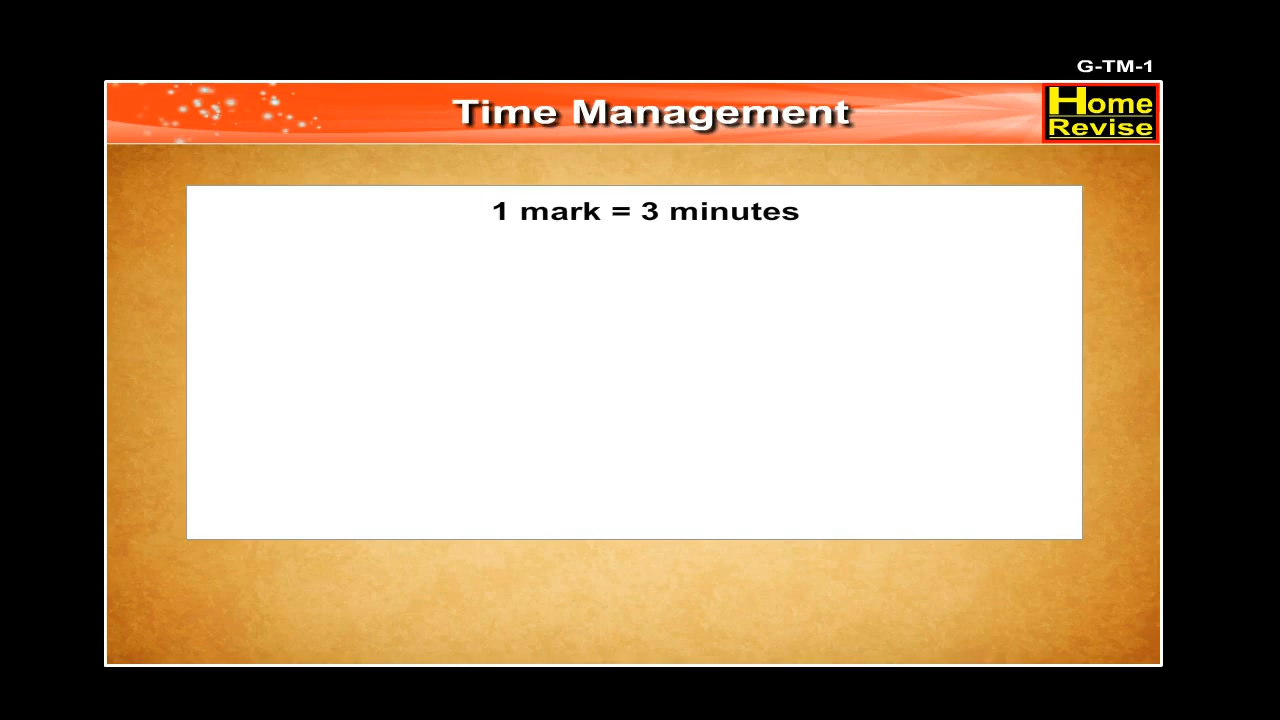 G-TM-1
Time Management
Home
Revise
1 mark = 3 minutes